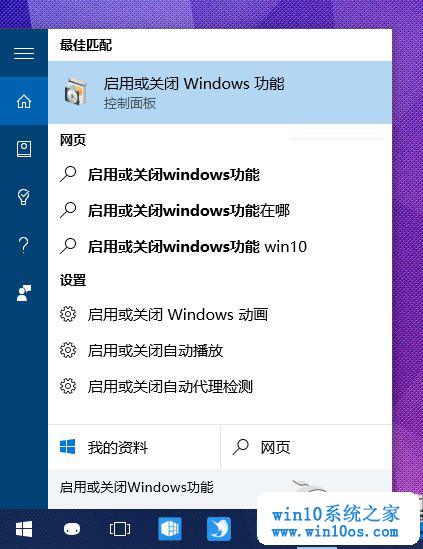 最佳匹配
启用或关闭 Windows 功能
控制面板
网页
启用或关闭windows功能
启用或关闭windows功能在哪
启用或关闭windows功能 win10
设置
启用或关闭 Windows 动画
启用或关闭自动播放
启用或关闭自动代理检测
我的资料
网页
启用或关闭Windows功能
win10系统之家
www.win10os.com